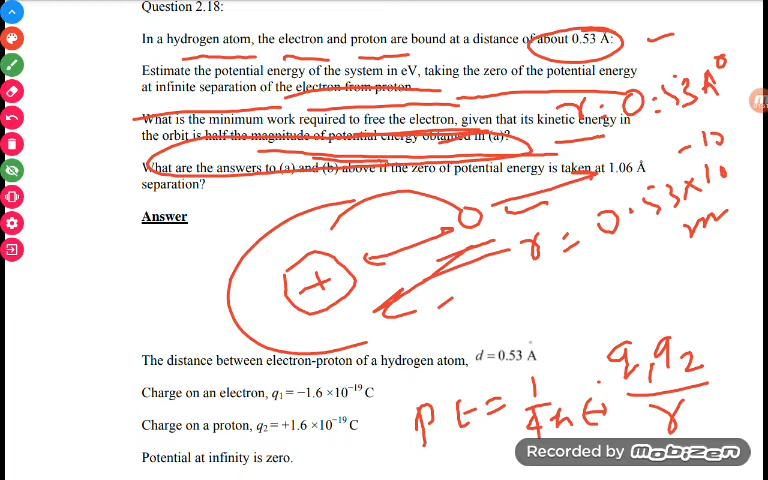 Question 2.18:
In a hydrogen atom, the electron and proton are bound at a distance of about 0.53 Å:
Estimate the potential energy of the system in eV, taking the zero of the potential energy
at infinite separation of the electron from proton.
What is the minimum work required to free the electron, given that its kinetic energy in
the orbit is half the magnitude of potential energy obtained in (a)?
What are the answers to (a) and (b) above if the zero of potential energy is taken at 1.06 Å
separation?
r = 0.53 A⁰
r = 0.53 × 10⁻¹⁰
m
Answer
+
The distance between electron-proton of a hydrogen atom, d = 0.53 Å
Charge on an electron, q₁ = −1.6 ×10⁻¹⁹ C
Charge on a proton, q₂ = +1.6 ×10⁻¹⁹ C
Potential at infinity is zero.
q₁q₂
r
Recorded by mobizen